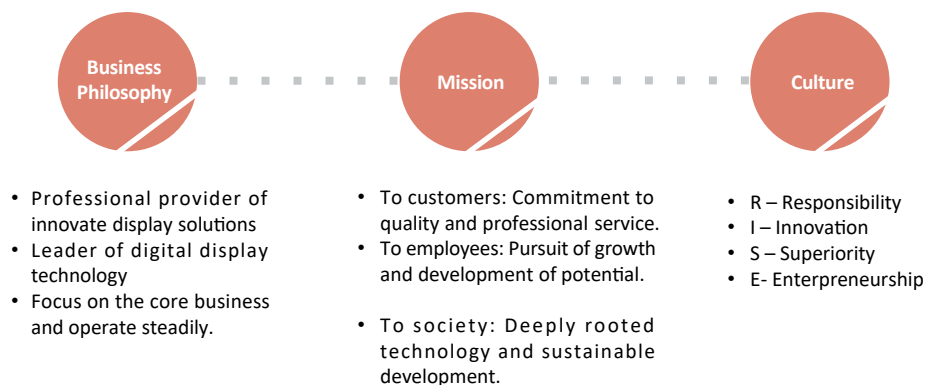 Business
Philosophy
Mission
Culture
• Professional provider of
innovate display solutions
• Leader of digital display
technology
• Focus on the core business
and operate steadily.
• To customers: Commitment to
quality and professional service.
• To employees: Pursuit of growth
and development of potential.
• To society: Deeply rooted
technology and sustainable
development.
• R – Responsibility
• I – Innovation
• S – Superiority
• E- Enterpreneurship